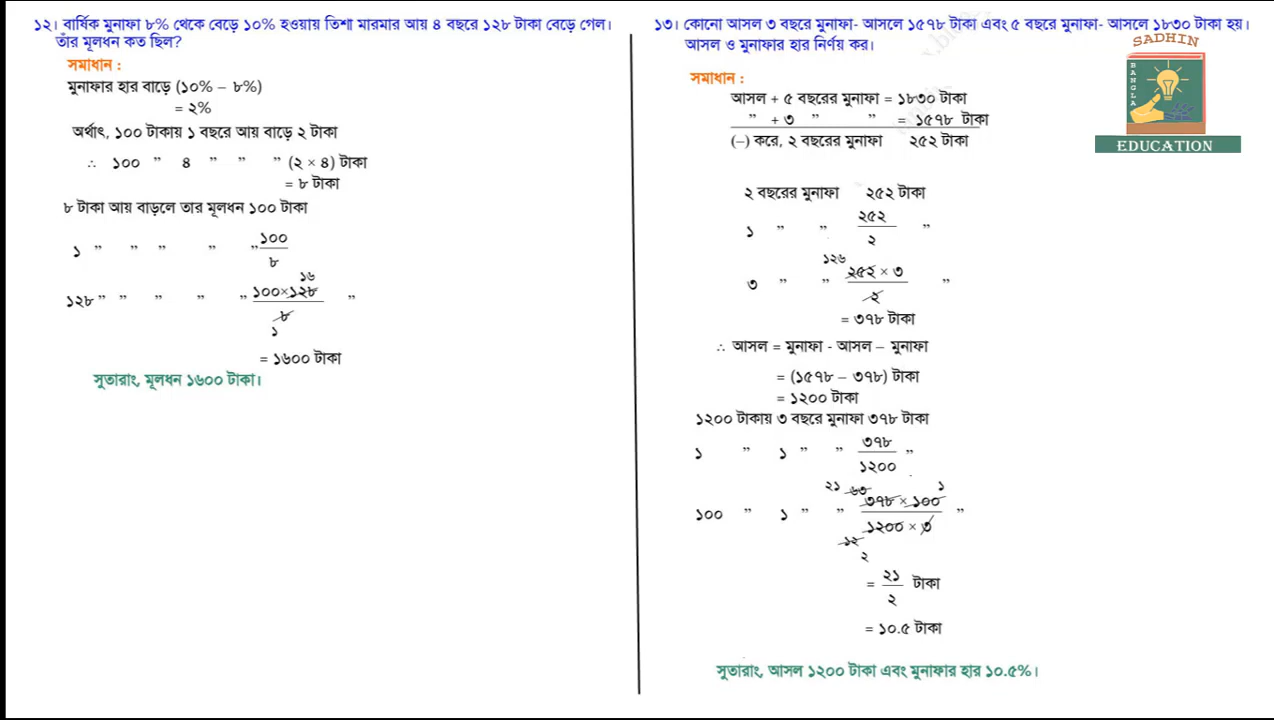 ১২। বার্ষিক মুনাফা ৮% থেকে বেড়ে ১০% হওয়ায় তিশা মারমার আয় ৪ বছরে ১২৮ টাকা বেড়ে গেল।
তাঁর মূলধন কত ছিল?
সমাধান :
মুনাফার হার বাড়ে (১০% – ৮%)
= ২%
অর্থাৎ, ১০০ টাকায় ১ বছরে আয় বাড়ে ২ টাকা
∴ ১০০ ” ৪ ” ” ” (২ × ৪) টাকা
= ৮ টাকা
৮ টাকা আয় বাড়লে তার মূলধন ১০০ টাকা
১ ” ” ” ” ” ১০০
৮
১৬
১২৮ ” ” ” ” ” ১০০×১২৮ ”
৮
১
= ১৬০০ টাকা
সুতারাং, মূলধন ১৬০০ টাকা।
১৩। কোনো আসল ৩ বছরে মুনাফা- আসলে ১৫৭৮ টাকা এবং ৫ বছরে মুনাফা- আসলে ১৮৩০ টাকা হয়।
আসল ও মুনাফার হার নির্ণয় কর।
সমাধান :
আসল + ৫ বছরের মুনাফা = ১৮৩০ টাকা
” + ৩ ” ” = ১৫৭৮ টাকা
(–) করে, ২ বছরের মুনাফা ২৫২ টাকা
২ বছরের মুনাফা ২৫২ টাকা
১ ” ” ২৫২ ”
২
১২৬
৩ ” ” ২৫২ × ৩ ”
২
= ৩৭৮ টাকা
∴ আসল = মুনাফা - আসল – মুনাফা
= (১৫৭৮ – ৩৭৮) টাকা
= ১২০০ টাকা
১২০০ টাকায় ৩ বছরে মুনাফা ৩৭৮ টাকা
১ ” ১ ” ” ৩৭৮ ”
১২০০
২১ ৬৩ ১
১০০ ” ১ ” ” ৩৭৮ × ১০০ ”
১২০০ × ৩
১২
২
= ২১ টাকা
২
= ১০.৫ টাকা
সুতারাং, আসল ১২০০ টাকা এবং মুনাফার হার ১০.৫%।
SADHIN
BANGLA
EDUCATION